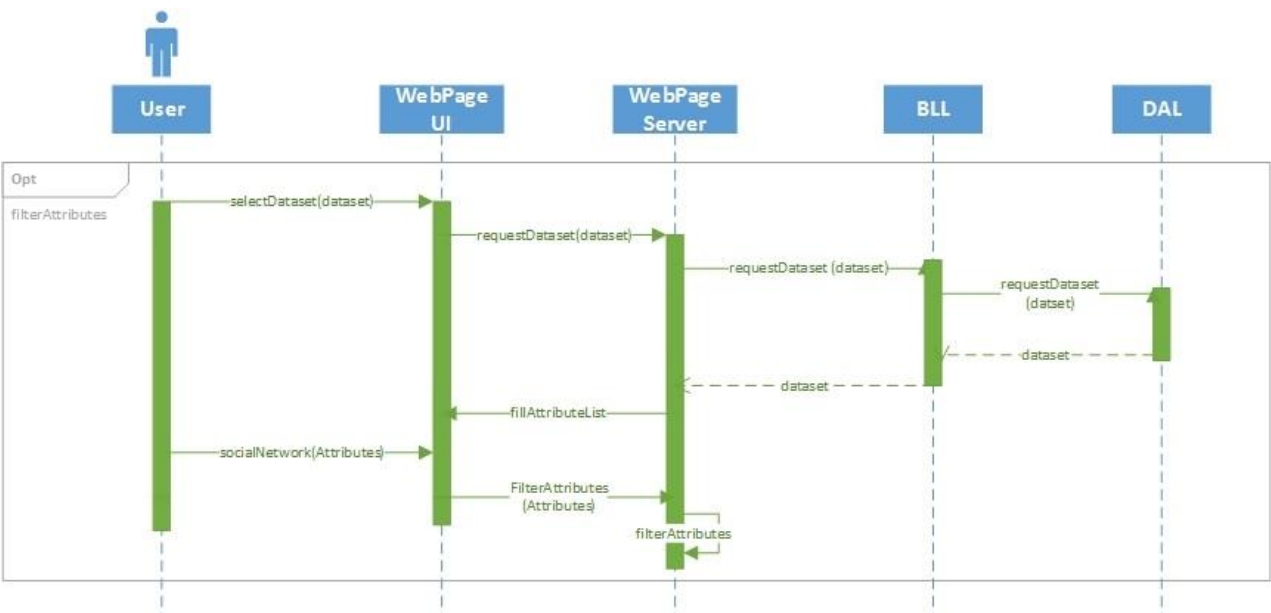 User
WebPage
UI
WebPage
Server
BLL
DAL
Opt
filterAttributes
selectDataset(dataset)
requestDataset(dataset)
requestDataset (dataset)
requestDataset
(datset)
dataset
dataset
fillAttributeList
socialNetwork(Attributes)
FilterAttributes
(Attributes)
filterAttributes